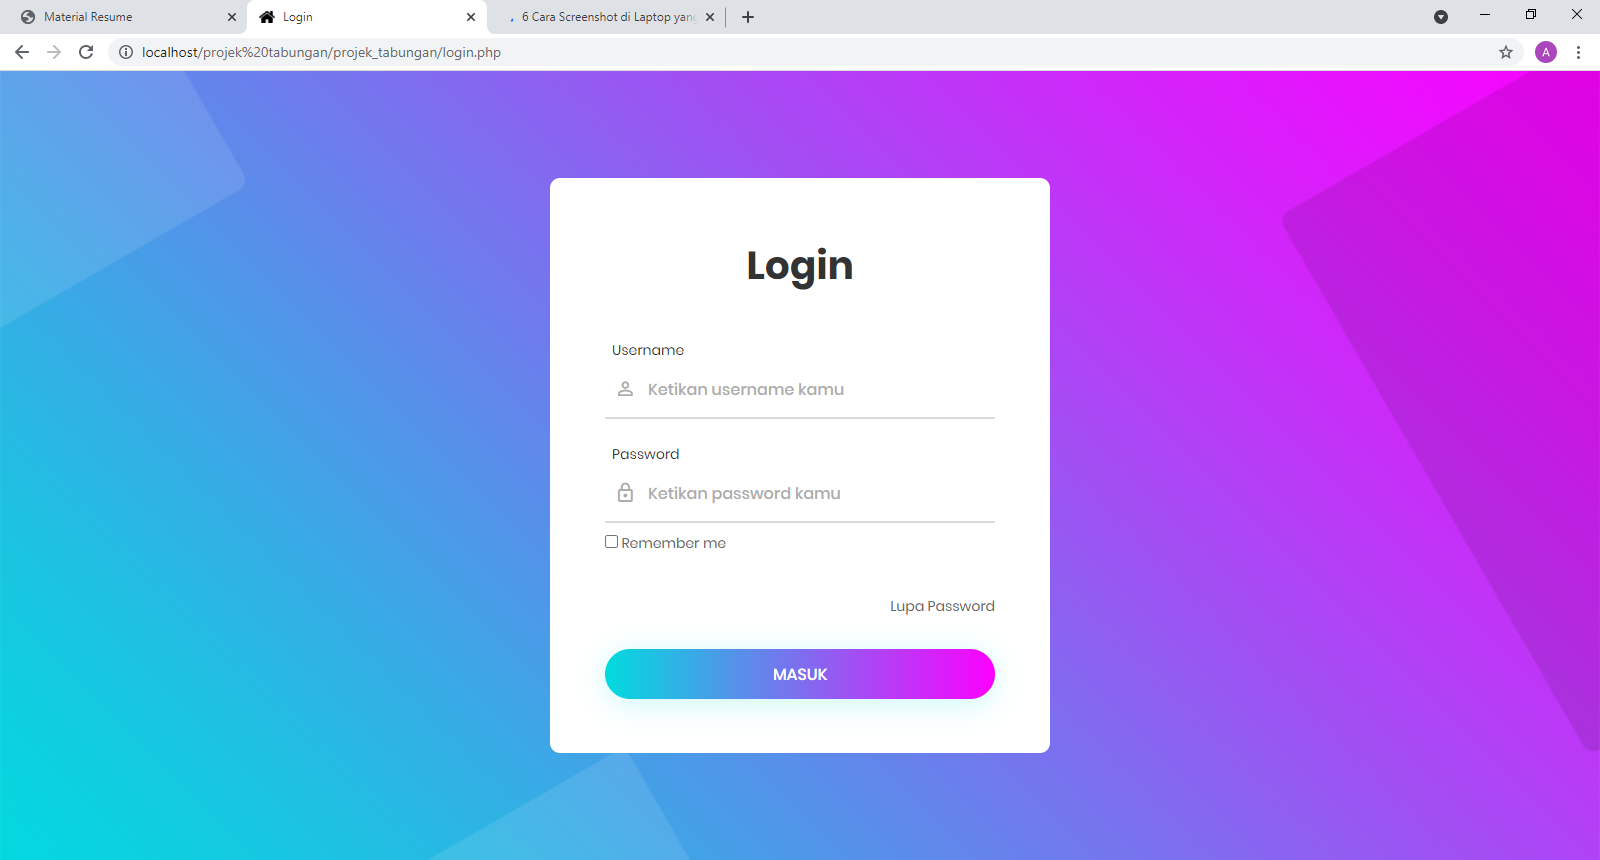 Material Resume
Login
6 Cara Screenshot di Laptop yang
localhost/projek%20tabungan/projek_tabungan/login.php
A
Login
Username
Ketikan username kamu
Password
Ketikan password kamu
Remember me
Lupa Password
MASUK